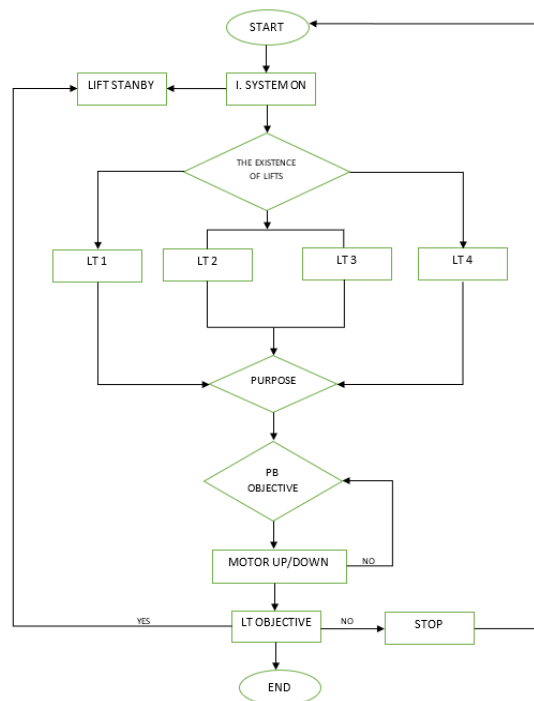 START
LIFT STANBY
I. SYSTEM ON
THE EXISTENCE
OF LIFTS
LT 1
LT 2
LT 3
LT 4
PURPOSE
PB
OBJECTIVE
MOTOR UP/DOWN
NO
YES
LT OBJECTIVE
NO
STOP
END